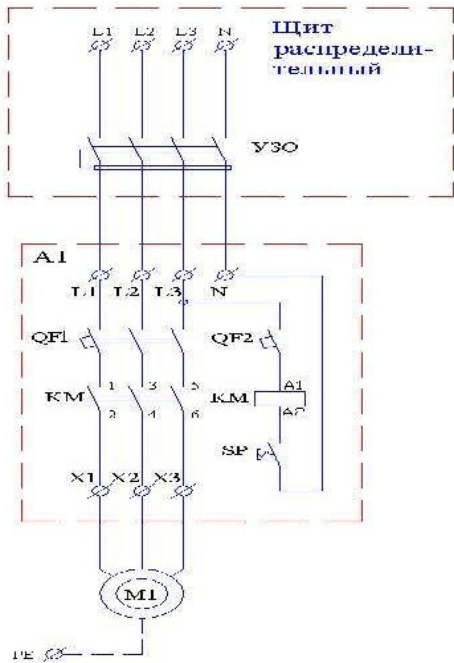 L1 L2 L3 N
Щит
распредели-
тельный
УЗО
A1
L1 L2 L3 N
QF1 QF2
KM 1 3 5 KM A1
2 4 6 A2
SP
X1 X2 X3
M1
PE